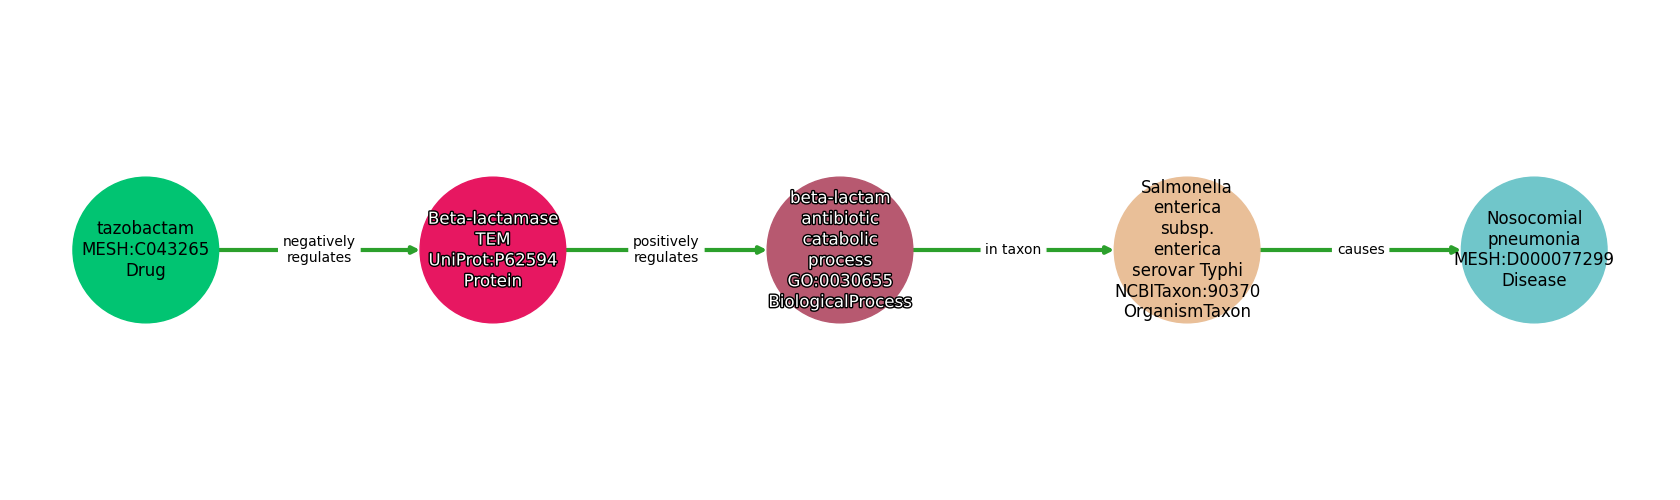 tazobactam
MESH:C043265
Drug
negatively
regulates
Beta-lactamase
TEM
UniProt:P62594
Protein
positively
regulates
beta-lactam
antibiotic
catabolic
process
GO:0030655
BiologicalProcess
in taxon
Salmonella
enterica
subsp.
enterica
serovar Typhi
NCBITaxon:90370
OrganismTaxon
causes
Nosocomial
pneumonia
MESH:D000077299
Disease